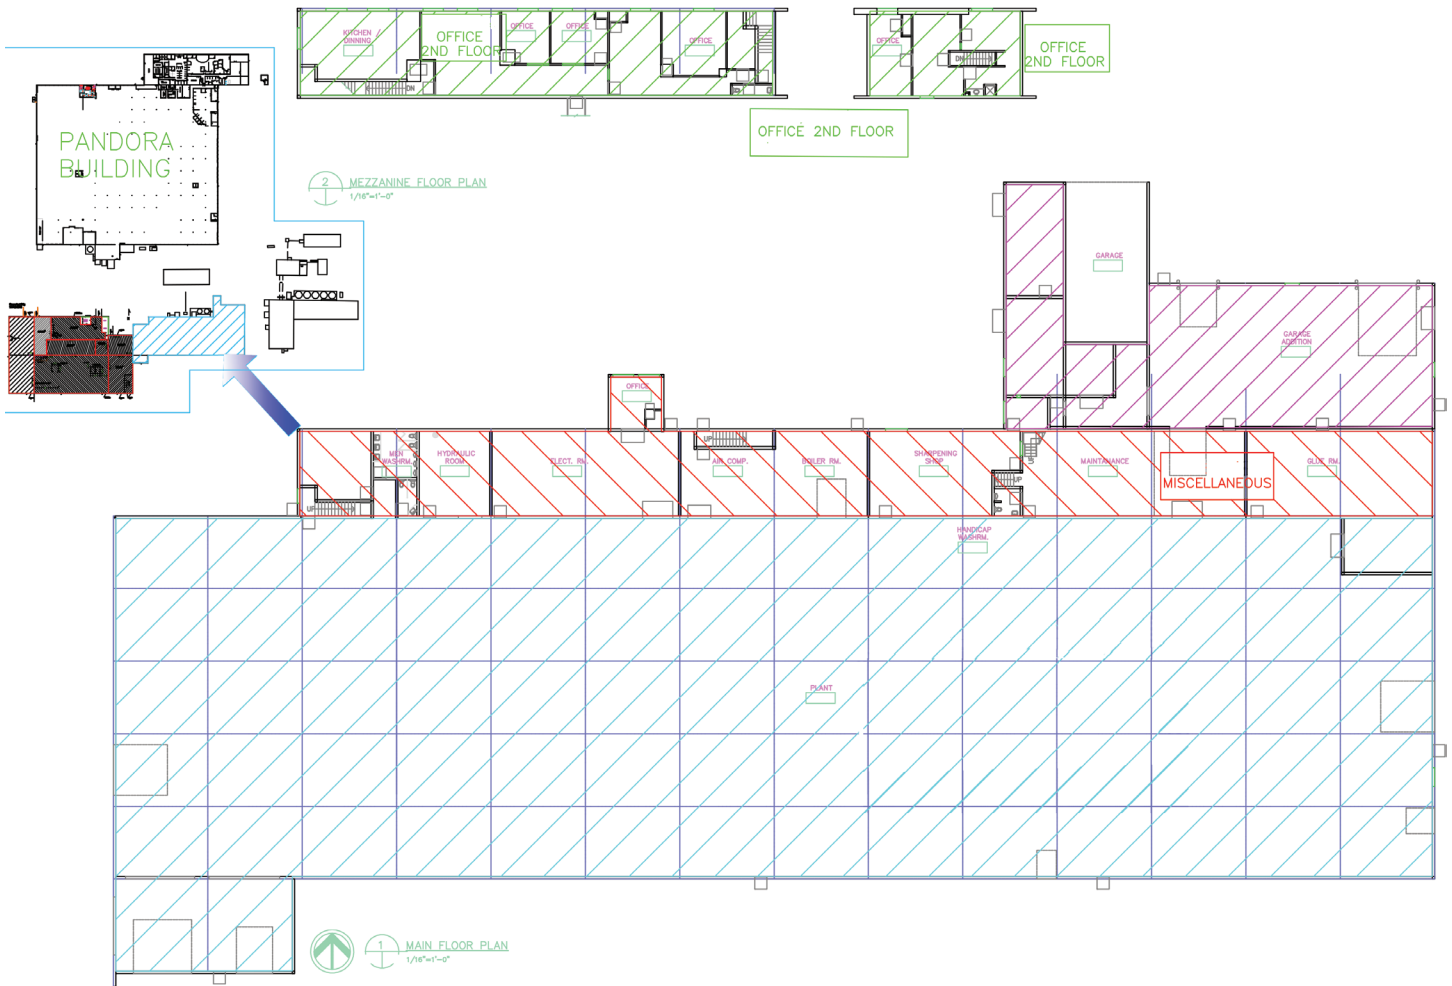 KITCHEN /
DINNING
OFFICE
2ND FLOOR
OFFICE
OFFICE
OFFICE
DN
OFFICE
DN
OFFICE
2ND FLOOR
OFFICE 2ND FLOOR
PANDORA
BUILDING
2
MEZZANINE FLOOR PLAN
1/16"=1'-0"
GARAGE
GARAGE
ADDITION
OFFICE
MEN
WASHRM.
HYDRAULIC
ROOM
ELECT. RM.
UP
AIR COMP.
BOILER RM.
SHARPENING
SHOP
UP
MAINTANANCE
MISCELLANEOUS
GLUE RM.
UP
HANDICAP
WASHRM.
PLANT
1
MAIN FLOOR PLAN
1/16"=1'-0"